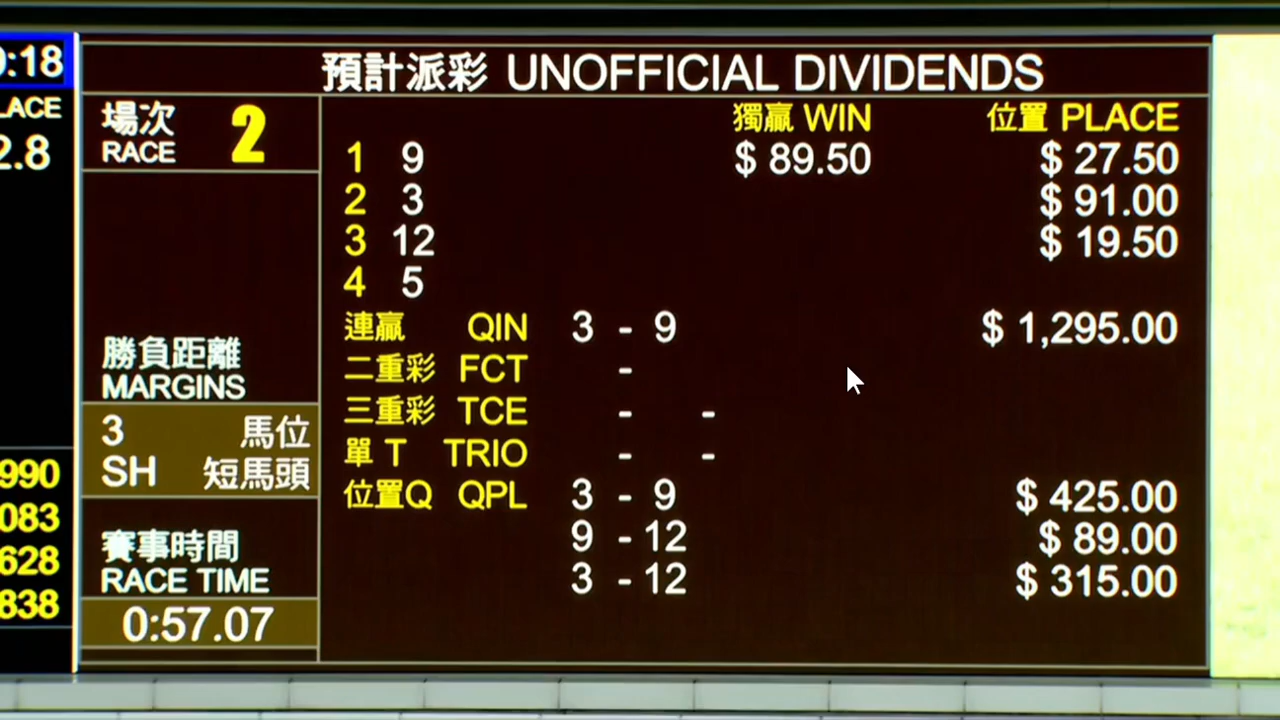 :18
預計派彩 UNOFFICIAL DIVIDENDS
LACE
2.8
場次
RACE
2
獨贏 WIN
位置 PLACE
1 9 $ 89.50 $ 27.50
2 3 $ 91.00
3 12 $ 19.50
4 5
連贏 QIN 3 - 9 $ 1,295.00
二重彩 FCT -
三重彩 TCE - -
單 T TRIO - -
位置Q QPL 3 - 9 $ 425.00
9 - 12 $ 89.00
3 - 12 $ 315.00
勝負距離
MARGINS
3 馬位
SH 短馬頭
賽事時間
RACE TIME
0:57.07
990
083
628
838